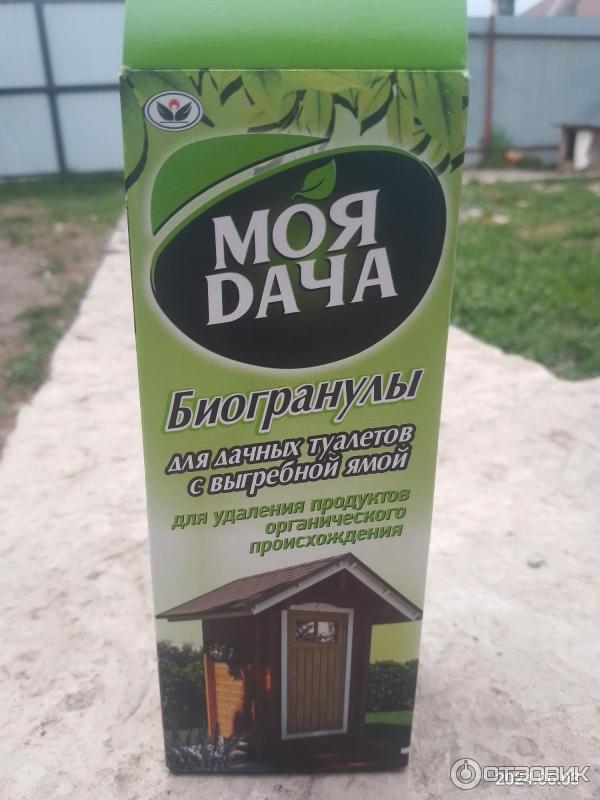 МОЯ
DАЧА
Биогранулы
для дачных туалетов
с выгребной ямой
для удаления продуктов
органического
происхождения
ОТЗОВИК